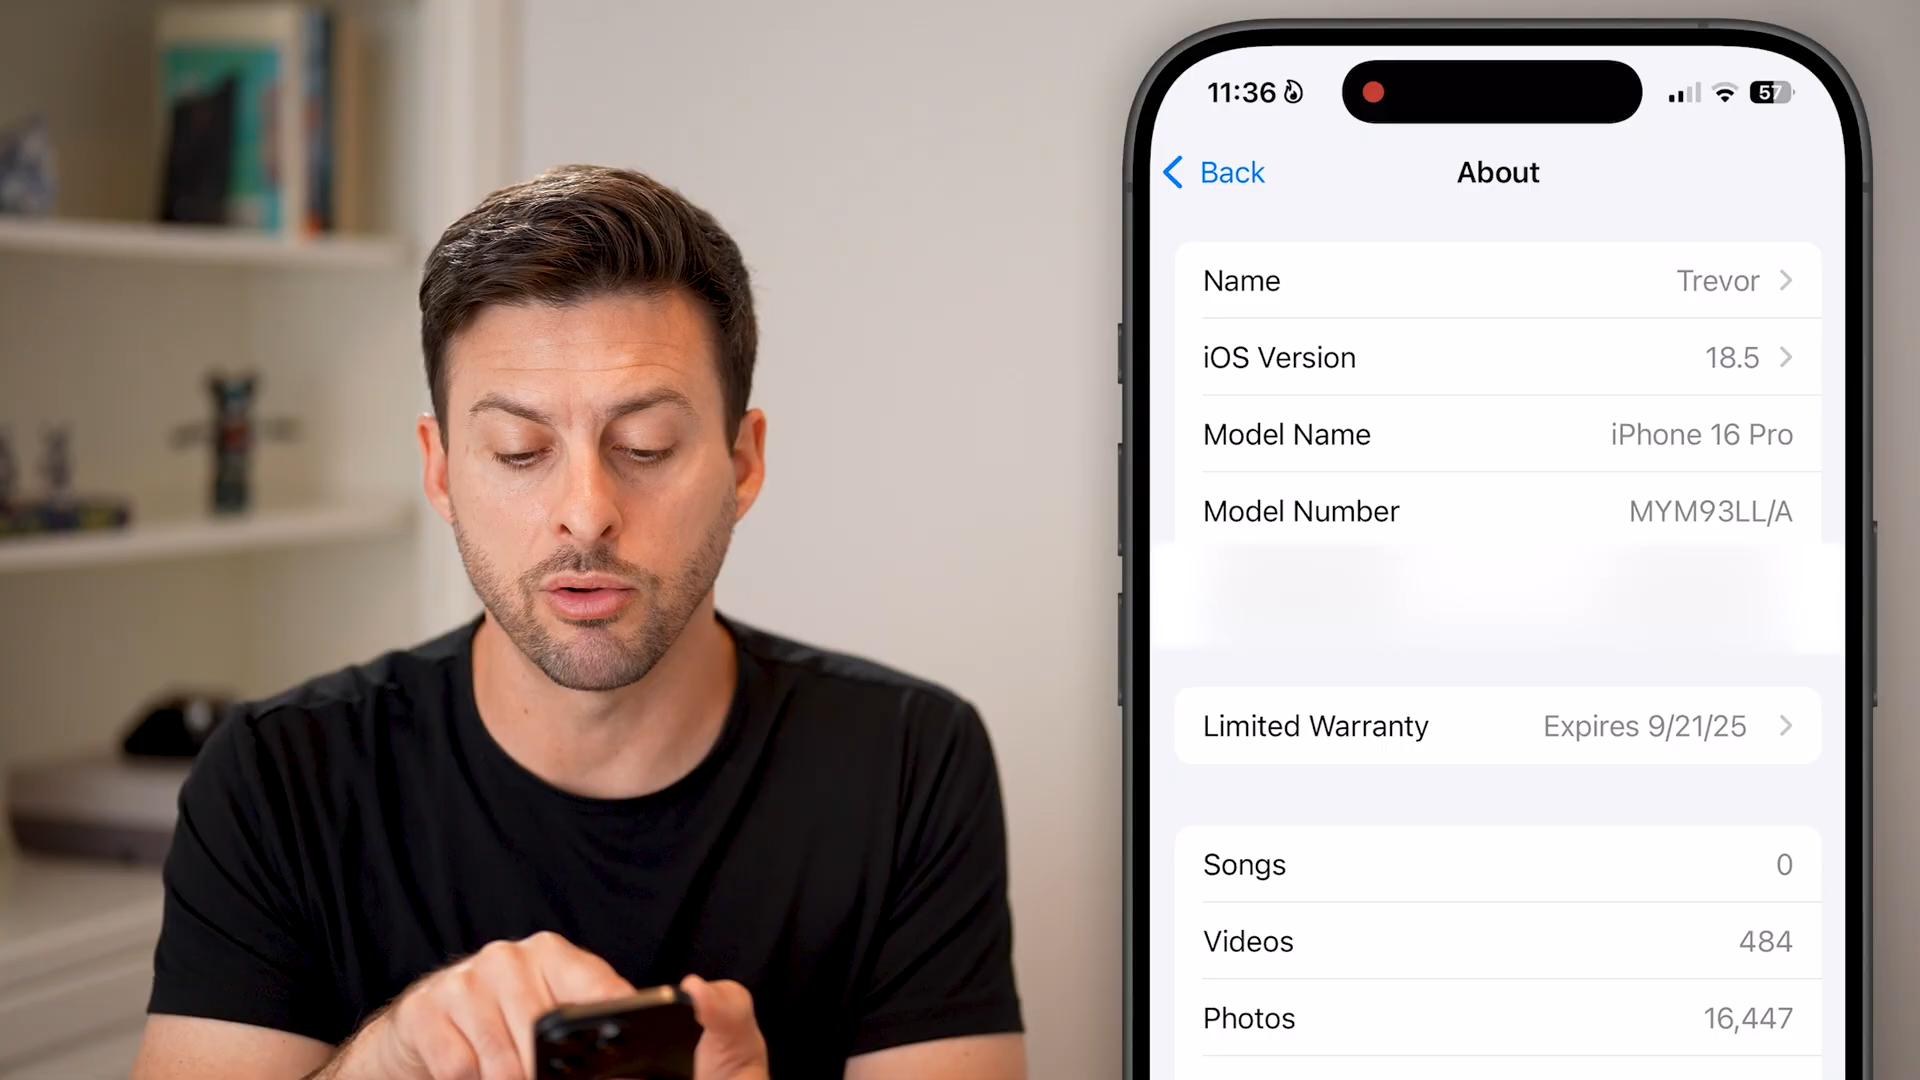 11:36 57
Back About
Name Trevor
iOS Version 18.5
Model Name iPhone 16 Pro
Model Number MYM93LL/A
Limited Warranty Expires 9/21/25
Songs 0
Videos 484
Photos 16,447